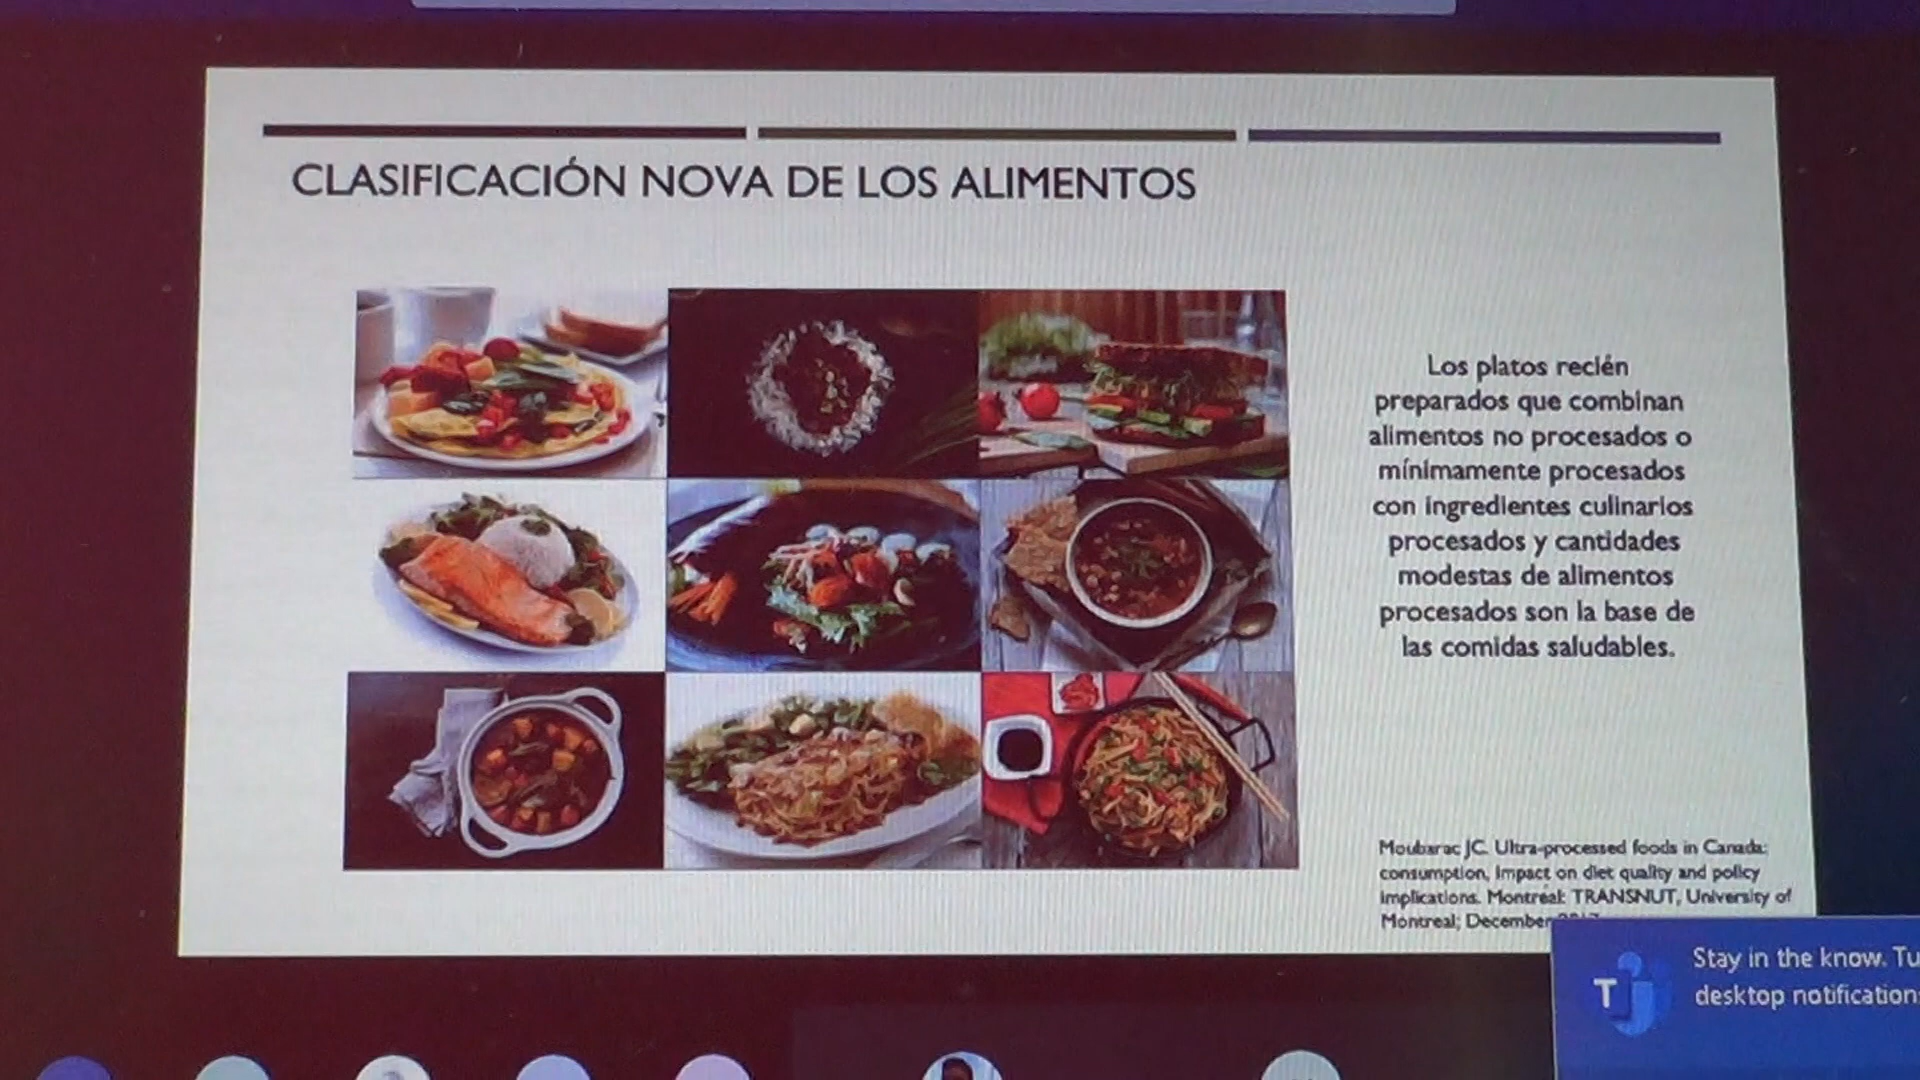 CLASIFICACIÓN NOVA DE LOS ALIMENTOS
Los platos recién
preparados que combinan
alimentos no procesados o
mínimamente procesados
con ingredientes culinarios
procesados y cantidades
modestas de alimentos
procesados son la base de
las comidas saludables.
Moubarac JC. Ultra-processed foods in Canada:
consumption, impact on diet quality and policy
implications. Montréal: TRANSNUT, University of
Montreal; December
Stay in the know. Tu
desktop notification
T